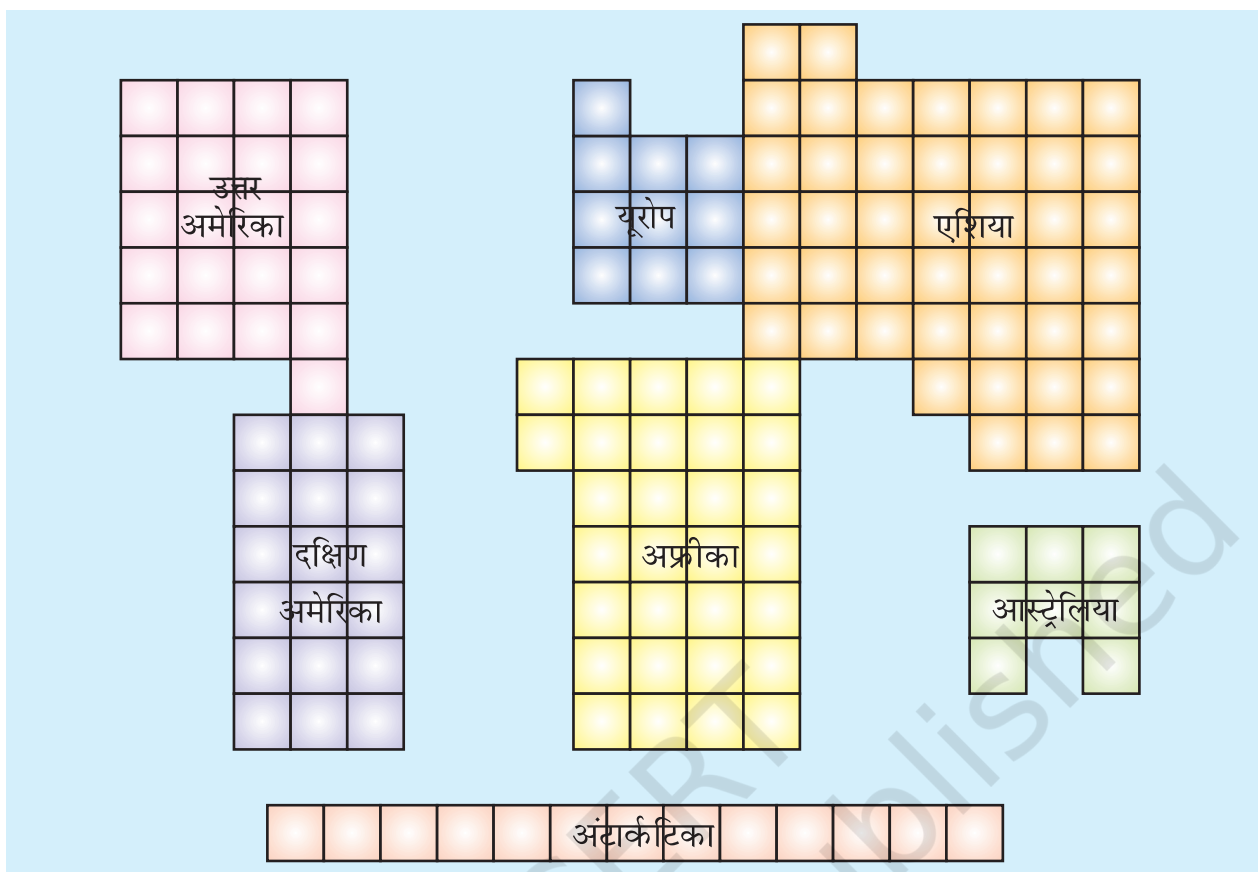 उत्तर
अमेरिका
यूरोप
एशिया
दक्षिण
अमेरिका
अफ्रीका
आस्ट्रेलिया
अंटार्कटिका